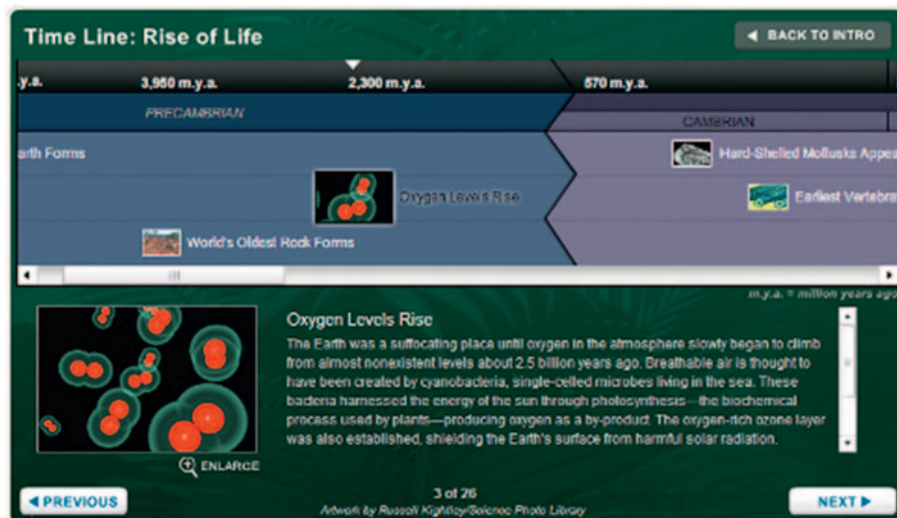 Time Line: Rise of Life
BACK TO INTRO
.y.a.
3,950 m.y.a.
2,300 m.y.a.
570 m.y.a.
PRECAMBRIAN
CAMBRIAN
arth Forms
Hard-Shelled Mollusks Appea
Oxygen Levels Rise
Earliest Vertebra
World's Oldest Rock Forms
m.y.a. = million years ago
Oxygen Levels Rise
The Earth was a suffocating place until oxygen in the atmosphere slowly began to climb
from almost nonexistent levels about 2.5 billion years ago. Breathable air is thought to
have been created by cyanobacteria, single-celled microbes living in the sea. These
bacteria harnessed the energy of the sun through photosynthesis—the biochemical
process used by plants—producing oxygen as a by-product. The oxygen-rich ozone layer
was also established, shielding the Earth's surface from harmful solar radiation.
ENLARGE
PREVIOUS
3 of 26
Artwork by Russell Kightley/Science Photo Library
NEXT